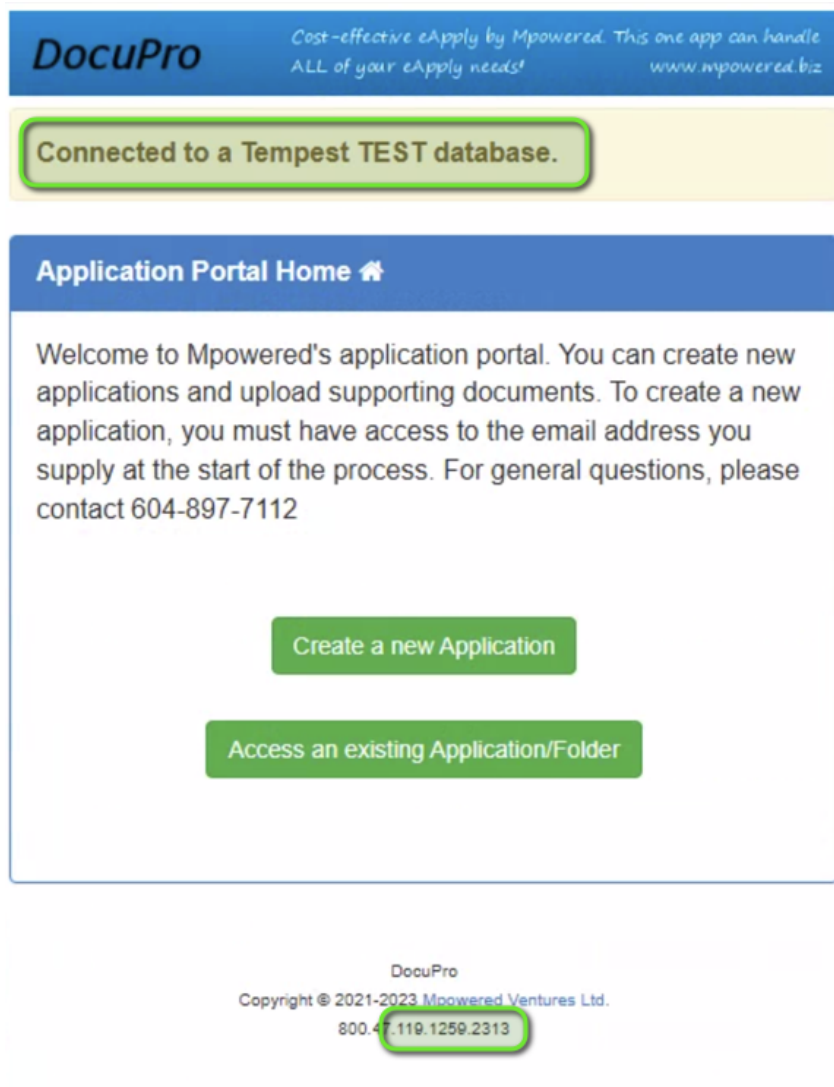 DocuPro
Cost-effective eApply by Mpowered. This one app can handle
ALL of your eApply needs! www.mpowered.biz
Connected to a Tempest TEST database.
Application Portal Home
Welcome to Mpowered's application portal. You can create new
applications and upload supporting documents. To create a new
application, you must have access to the email address you
supply at the start of the process. For general questions, please
contact 604-897-7112
Create a new Application
Access an existing Application/Folder
DocuPro
Copyright © 2021-2023 Mpowered Ventures Ltd.
800.47.119.1259.2313